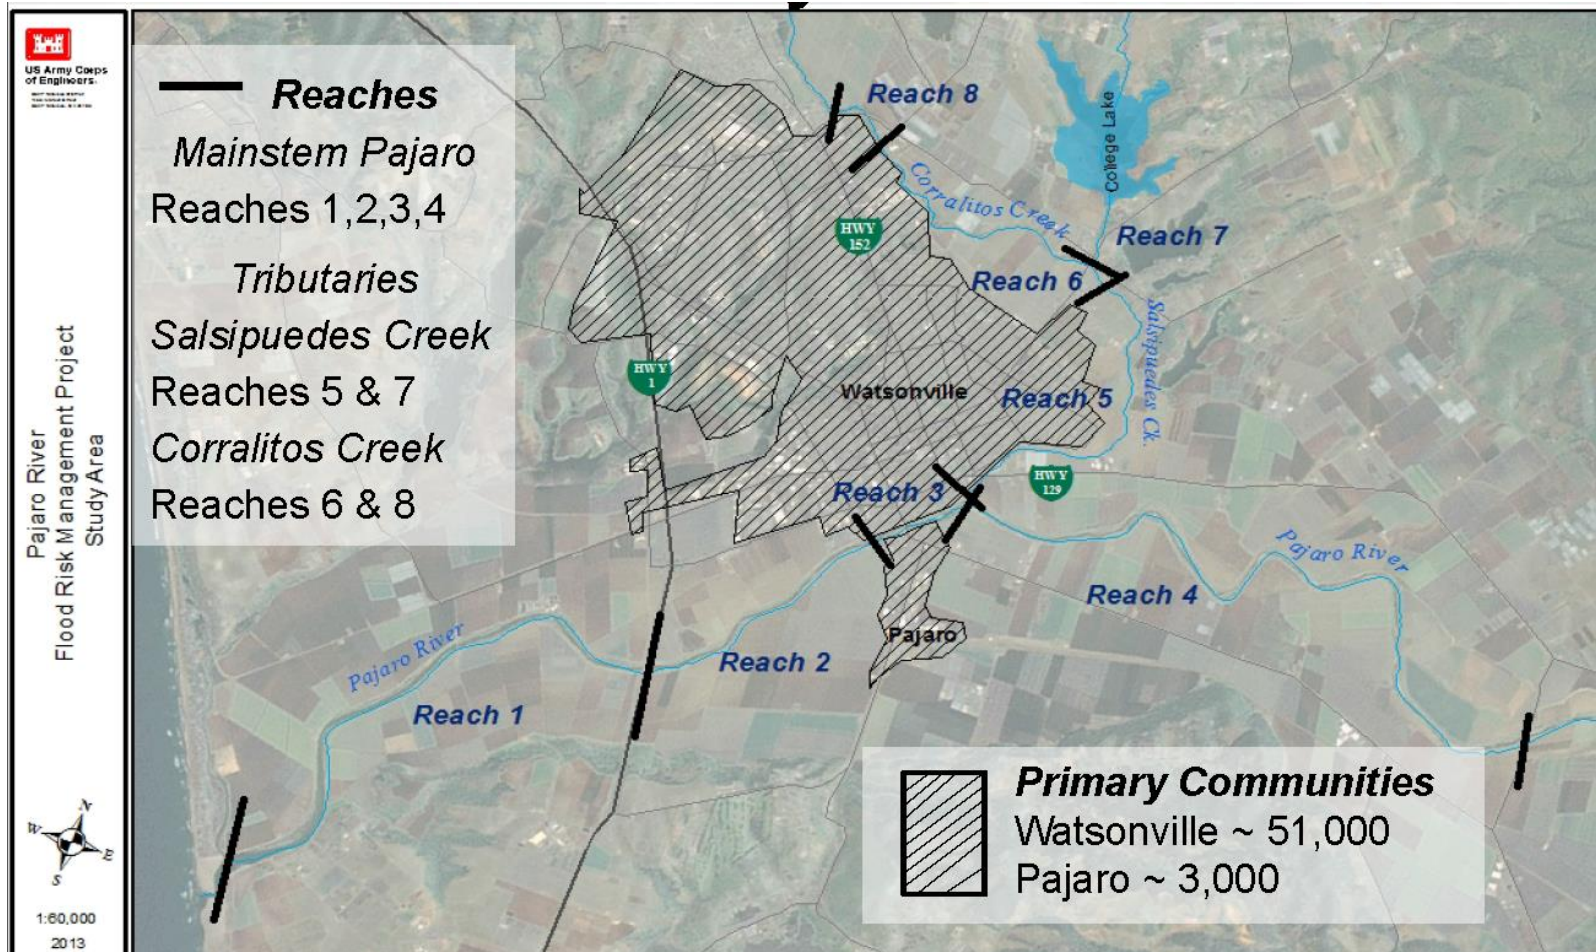 US Army Corps
of Engineers.
Pajaro River
Flood Risk Management Project
Study Area
N
W
E
S
1:60,000
2013
Reaches
Mainstem Pajaro
Reaches 1,2,3,4
Tributaries
Salsipuedes Creek
Reaches 5 & 7
Corralitos Creek
Reaches 6 & 8
Reach 8
College Lake
Corralitos Creek
HWY
152
Reach 7
Reach 6
Salsipuedes Ck.
HWY
1
Watsonville
Reach 5
Reach 3
HWY
129
Pajaro River
Reach 4
Pajaro
Pajaro River
Reach 2
Reach 1
Primary Communities
Watsonville ~ 51,000
Pajaro ~ 3,000